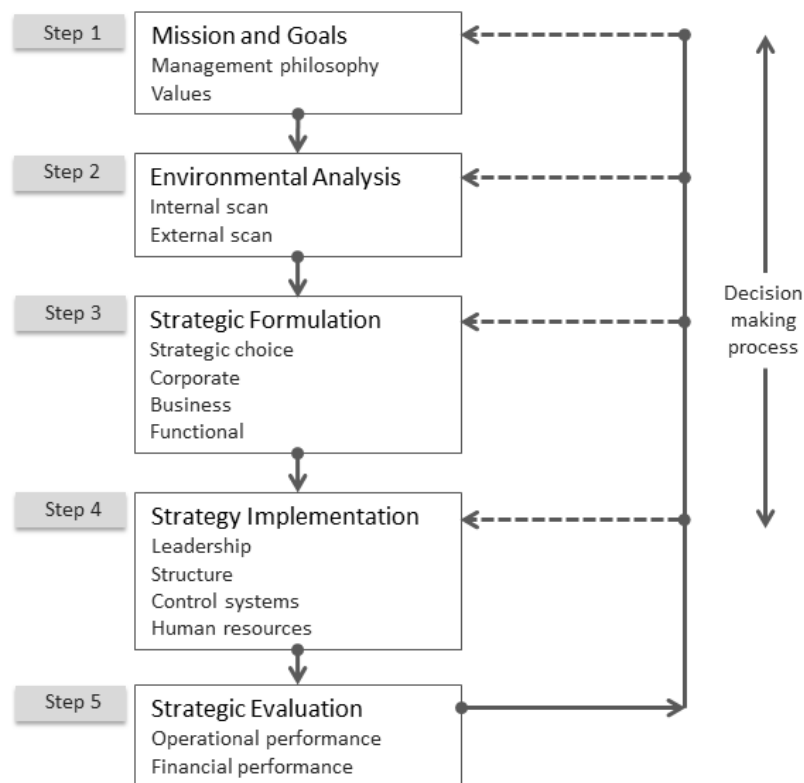 Step 1
Mission and Goals
Management philosophy
Values
Step 2
Environmental Analysis
Internal scan
External scan
Step 3
Strategic Formulation
Strategic choice
Corporate
Business
Functional
Decision
making
process
Step 4
Strategy Implementation
Leadership
Structure
Control systems
Human resources
Step 5
Strategic Evaluation
Operational performance
Financial performance